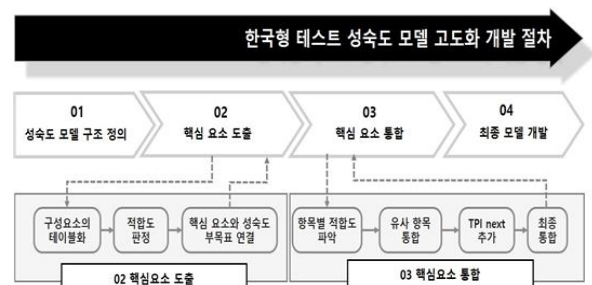 한국형 테스트 성숙도 모델 고도화 개발 절차
01
성숙도 모델 구조 정의
02
핵심 요소 도출
03
핵심 요소 통합
04
최종 모델 개발
구성요소의
테이블화
적합도
판정
핵심 요소와 성숙도
부목표 연결
항목별 적합도
파악
유사 항목
통합
TPI next
추가
최종
통합
02 핵심요소 도출
03 핵심요소 통합